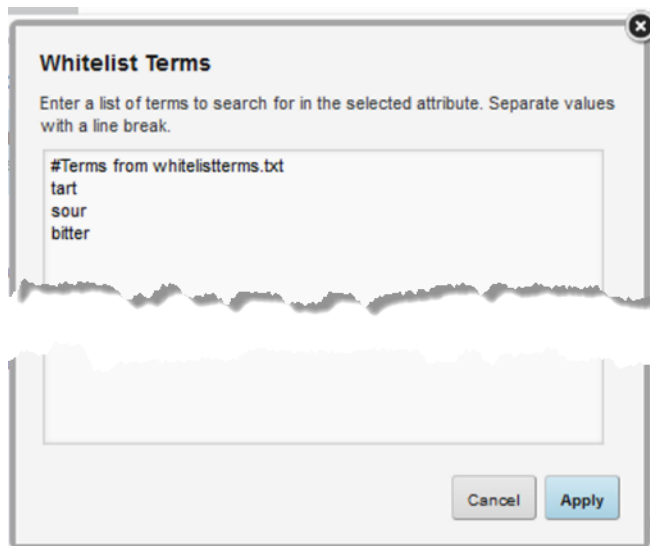 Whitelist Terms
Enter a list of terms to search for in the selected attribute. Separate values
with a line break.
#Terms from whitelistterms.txt
tart
sour
bitter
Cancel
Apply